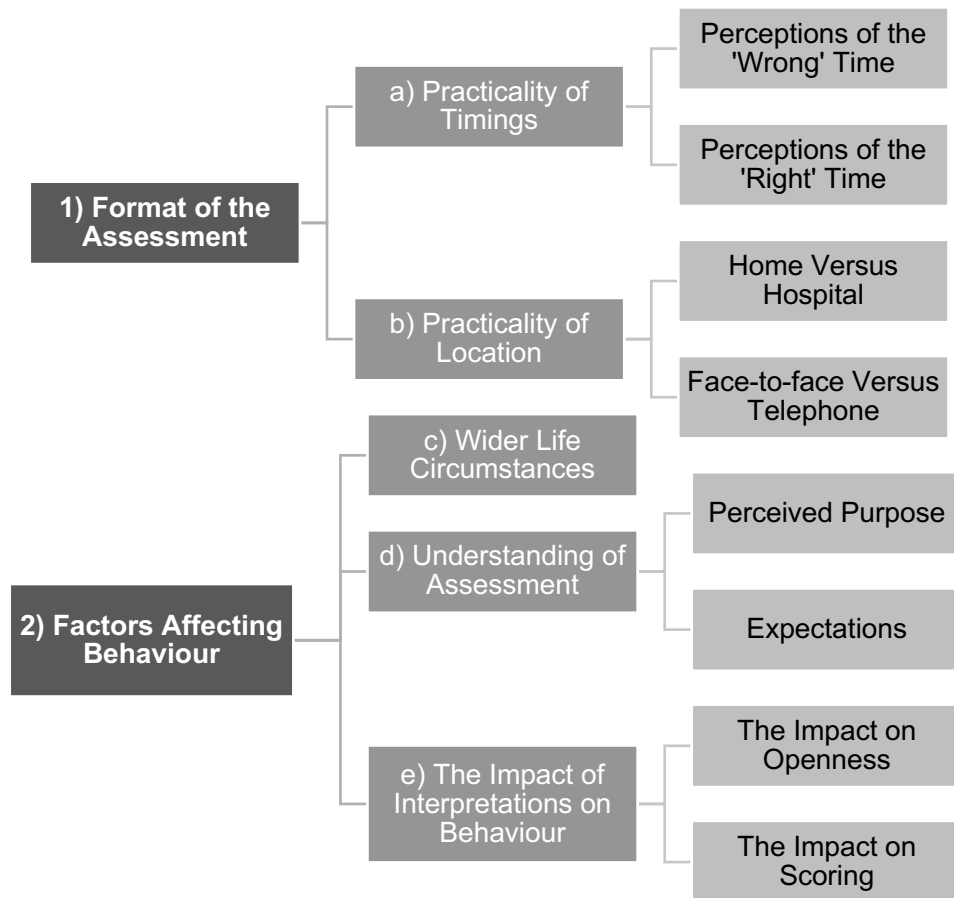 1) Format of the
Assessment
a) Practicality of
Timings
Perceptions of the
'Wrong' Time
Perceptions of the
'Right' Time
b) Practicality of
Location
Home Versus
Hospital
Face-to-face Versus
Telephone
2) Factors Affecting
Behaviour
c) Wider Life
Circumstances
d) Understanding of
Assessment
Perceived Purpose
Expectations
e) The Impact of
Interpretations on
Behaviour
The Impact on
Openness
The Impact on
Scoring